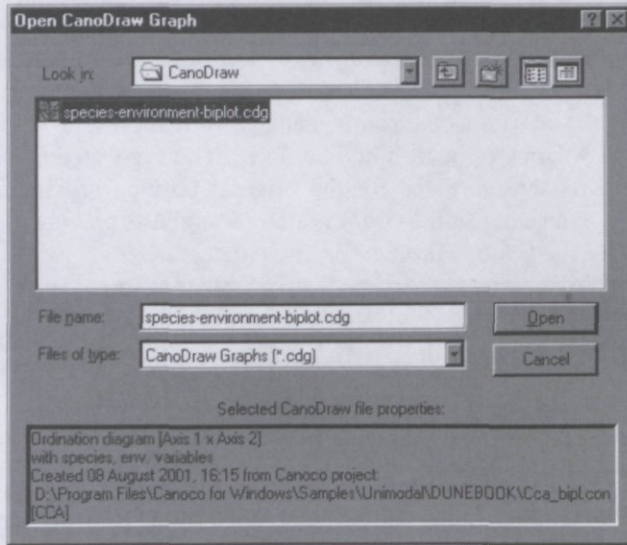 Open CanoDraw Graph
Look in: CanoDraw
species-environment-biplot.cdg
File name: species-environment-biplot.cdg Open
Files of type: CanoDraw Graphs (*.cdg) Cancel
Selected CanoDraw file properties:
Ordination diagram [Axis 1 x Axis 2]
with species, env. variables
Created 08 August 2001, 16:15 from Canoco project:
D:\Program Files\Canoco for Windows\Samples\Unimodal\DUNEBOOK\Cca_bipl.con
[CCA]